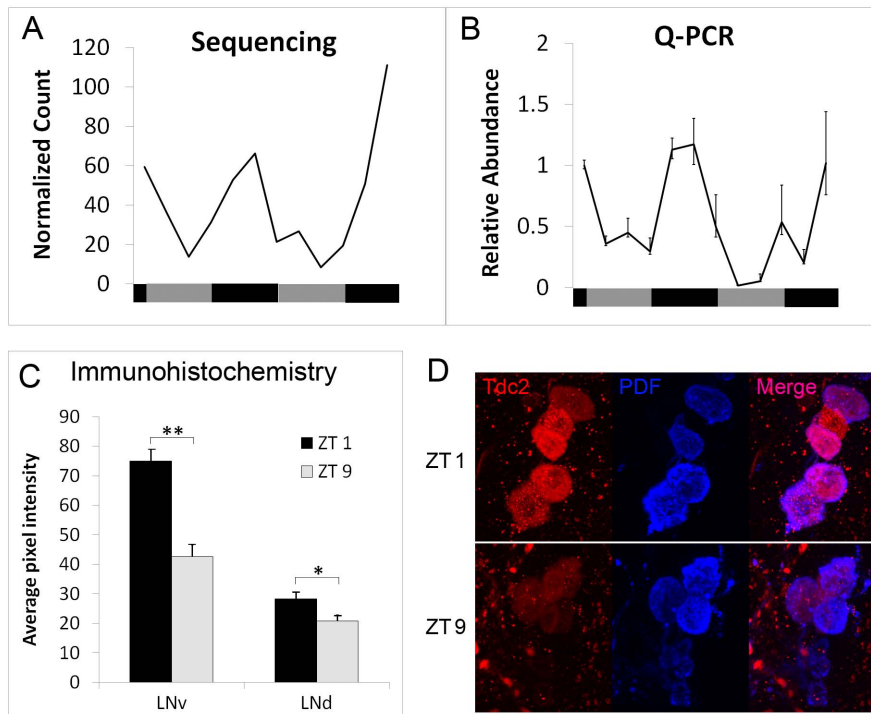 A
Sequencing
Normalized Count
120
100
80
60
40
20
0
B
Q-PCR
Relative Abundance
2
1.5
1
0.5
0
C
Immunohistochemistry
Average pixel intensity
90
80
70
60
50
40
30
20
10
0
**
*
ZT 1
ZT 9
LNv
LNd
D
Tdc2
PDF
Merge
ZT 1
ZT 9